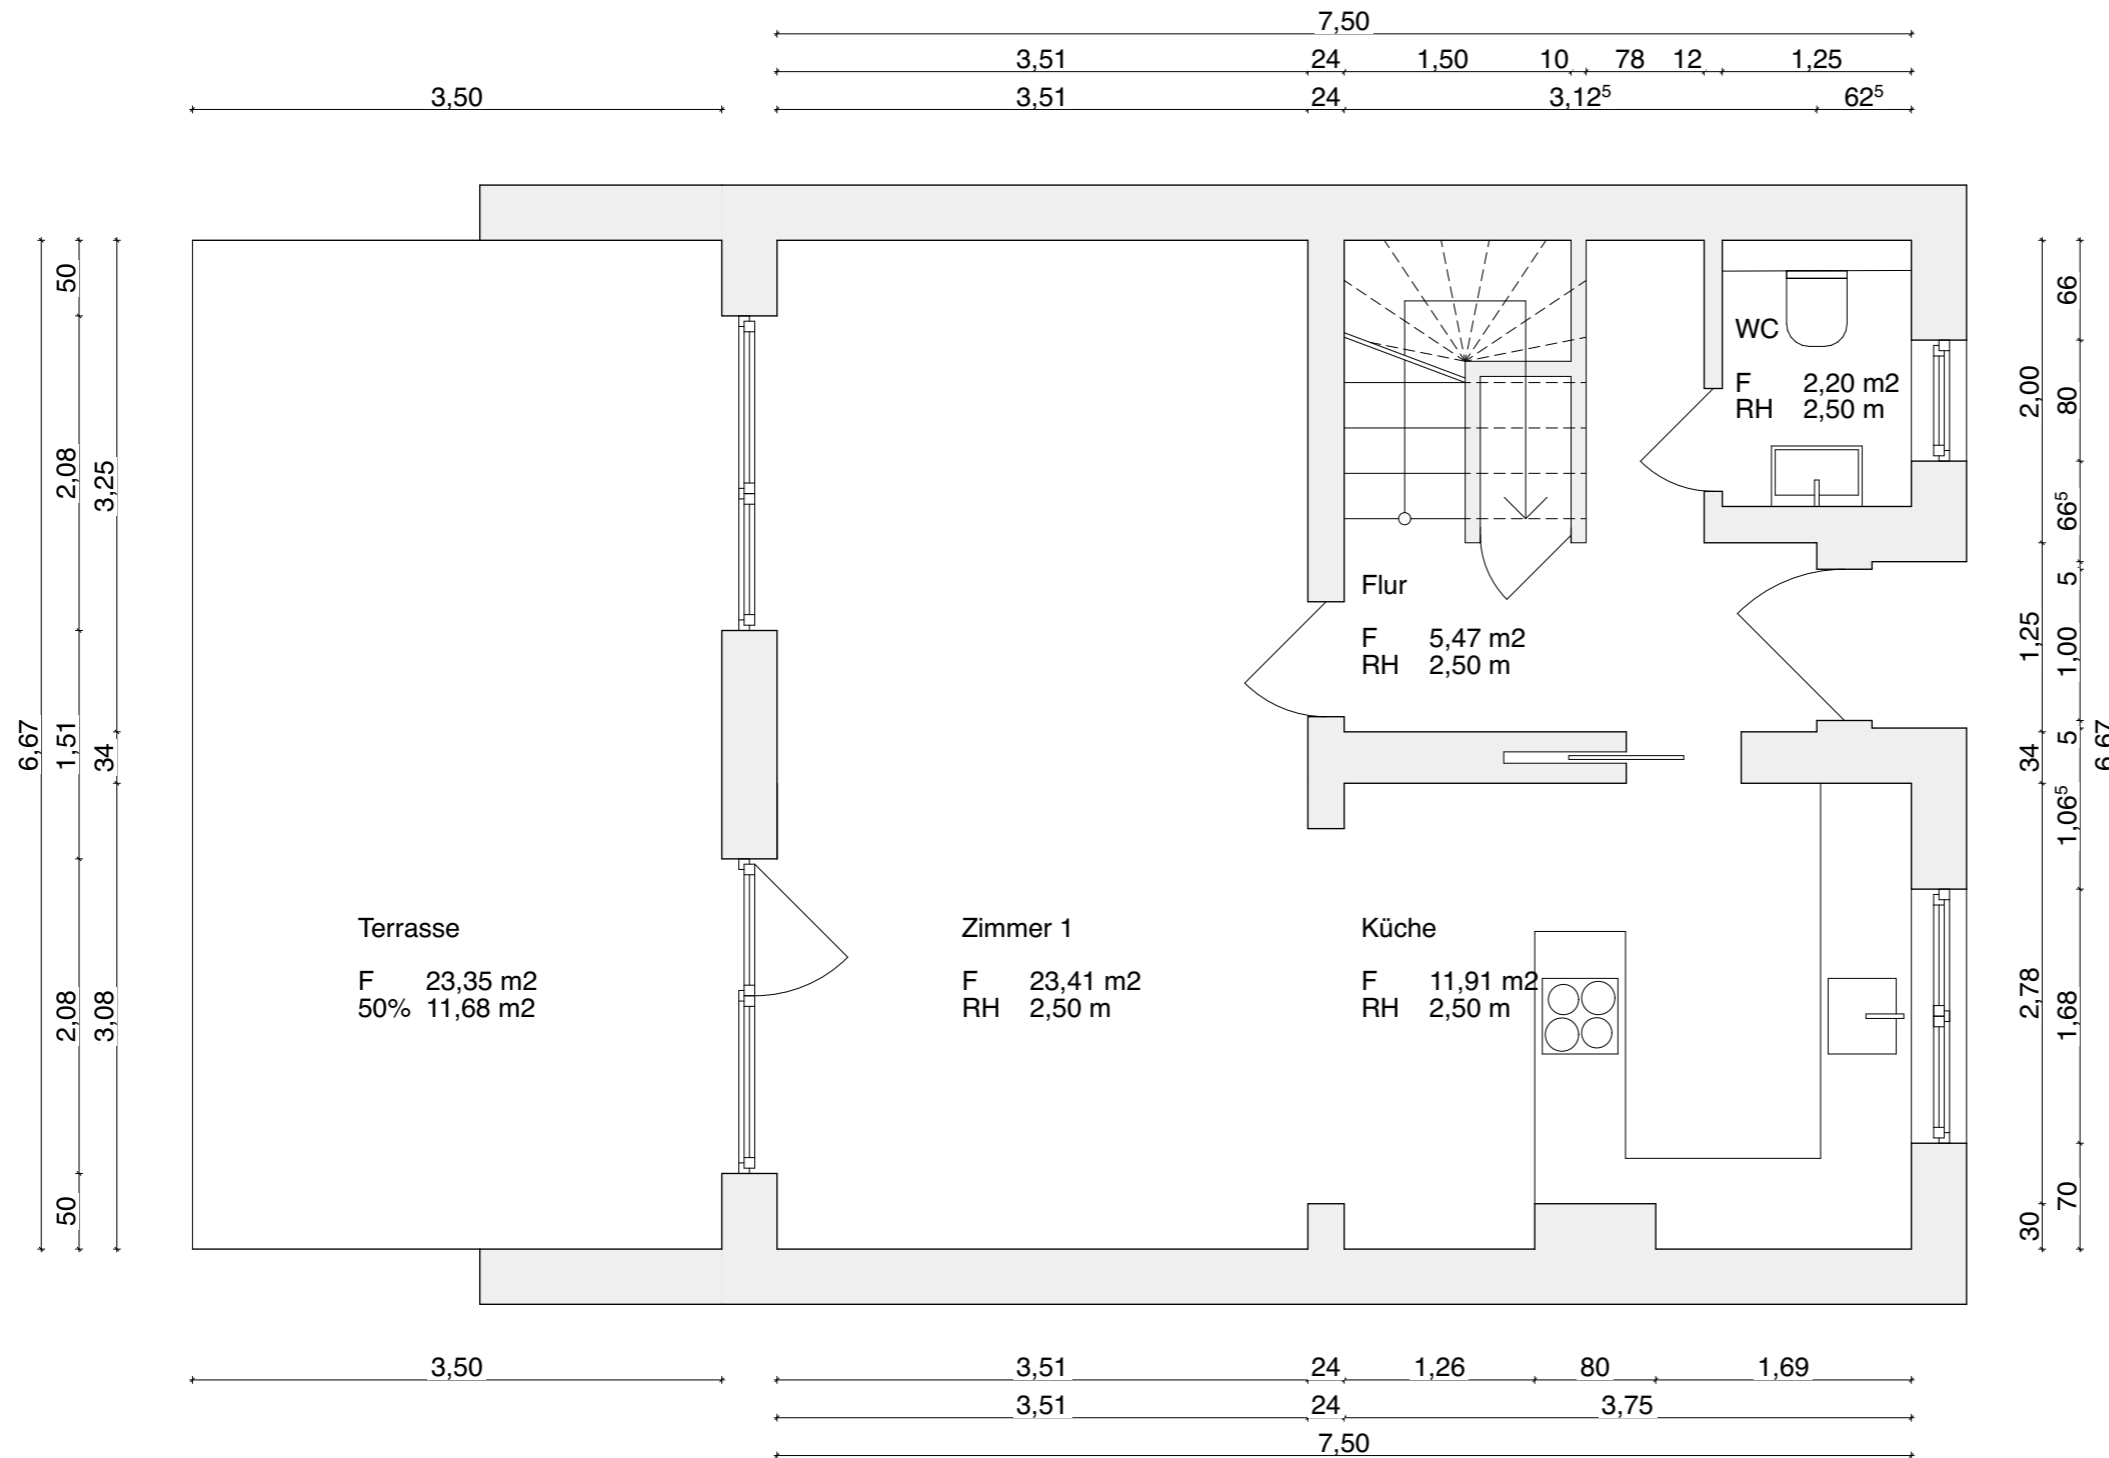 7,50
3,51 24 1,50 10 78 12 1,25
3,50 3,51 24 3,12⁵ 62⁵
50
2,08
3,25
6,67
1,51
34
2,08
3,08
50
66
2,00
80
66⁵
5
1,25
1,00
34
5
6,67
1,06⁵
2,78
1,68
30
70
WC
F 2,20 m2
RH 2,50 m
Flur
F 5,47 m2
RH 2,50 m
Terrasse
F 23,35 m2
50% 11,68 m2
Zimmer 1
F 23,41 m2
RH 2,50 m
Küche
F 11,91 m2
RH 2,50 m
3,50 3,51 24 1,26 80 1,69
3,51 24 3,75
7,50